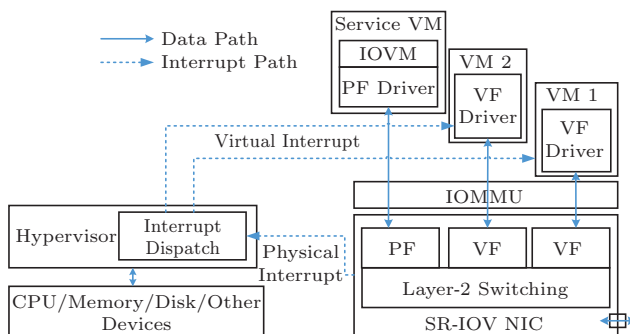 Service VM
IOVM
PF Driver
Data Path
Interrupt Path
VM 2
VF
Driver
VM 1
VF
Driver
Virtual Interrupt
IOMMU
Hypervisor
Interrupt
Dispatch
Physical
Interrupt
PF
VF
VF
Layer-2 Switching
SR-IOV NIC
CPU/Memory/Disk/Other
Devices